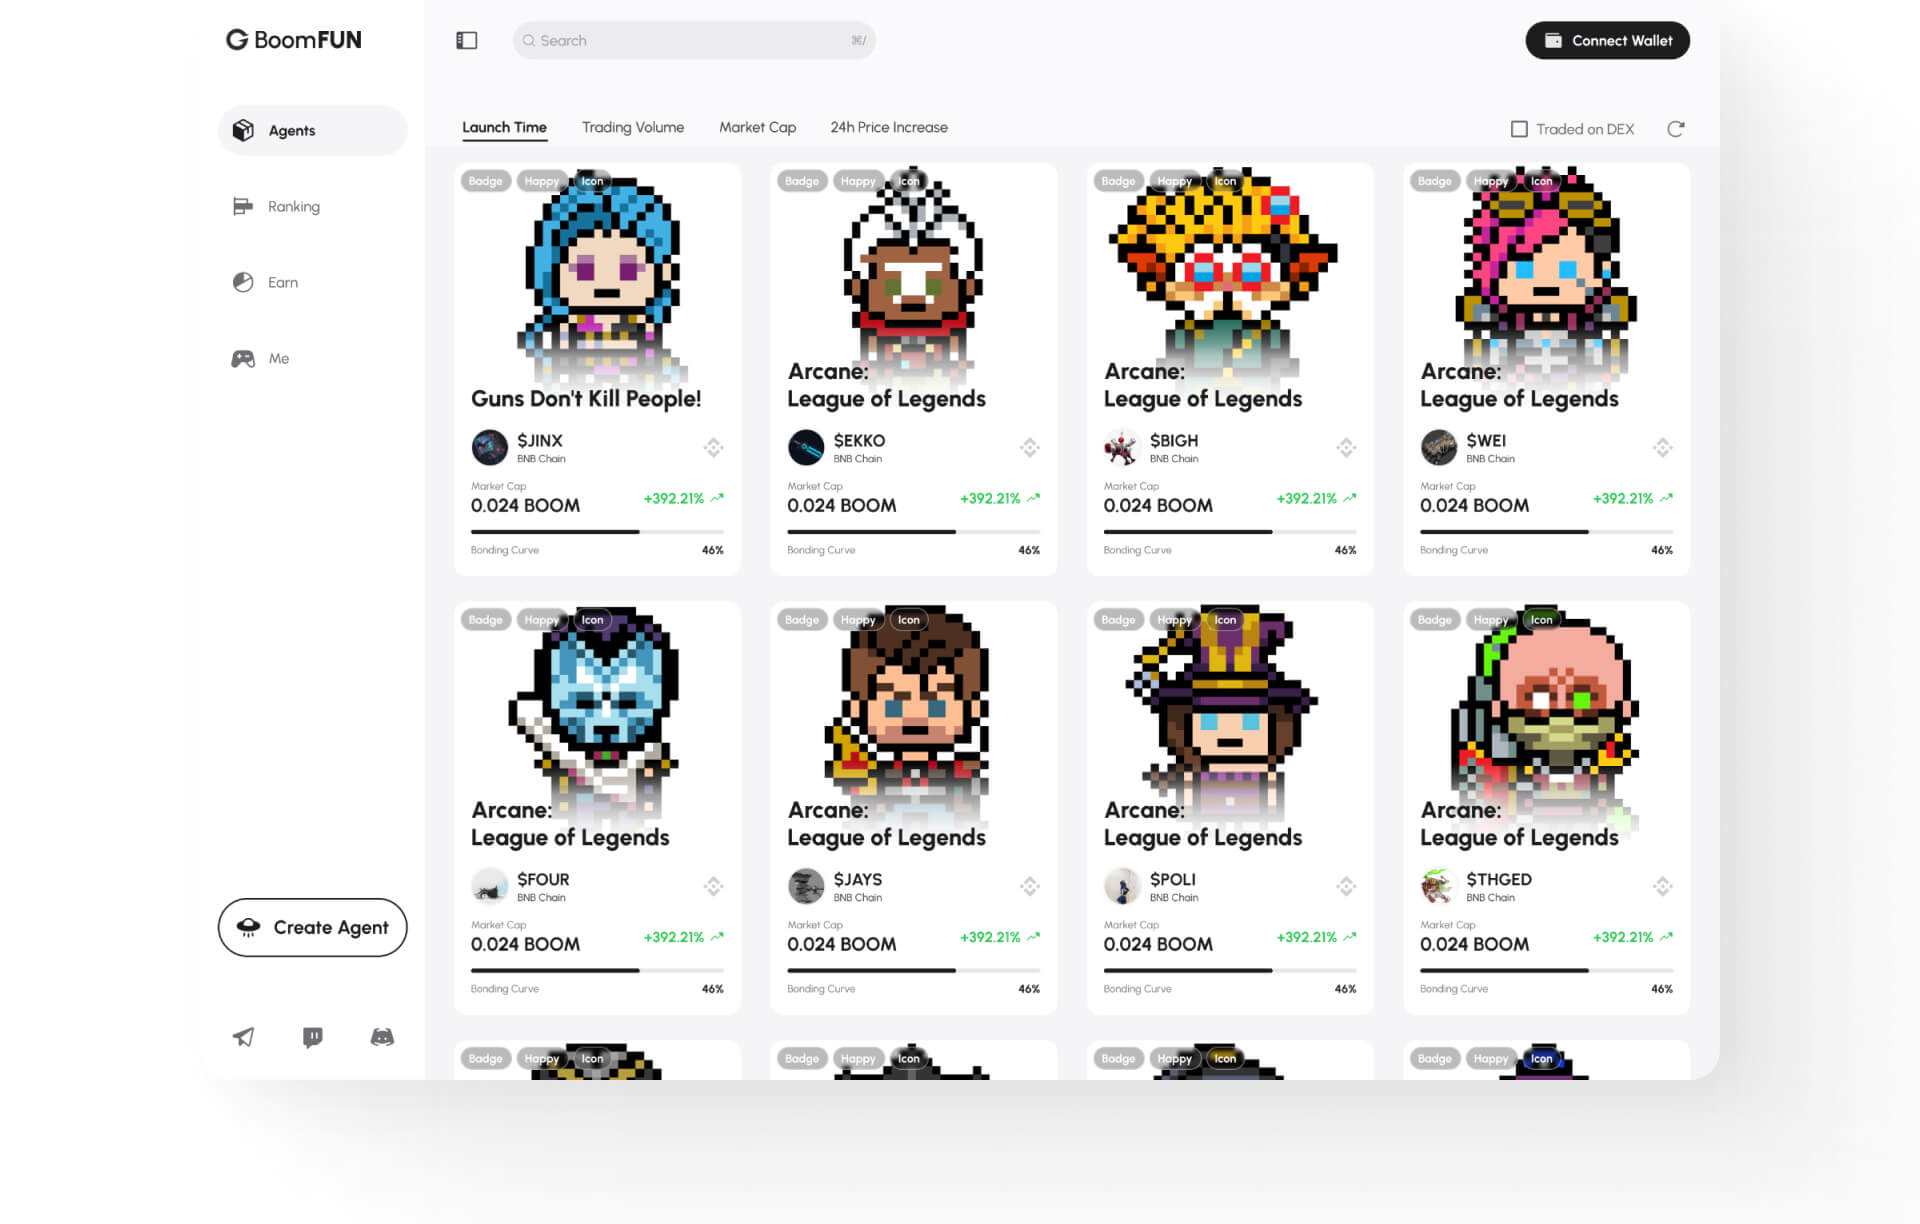 BoomFUN
Search
⌘/
Connect Wallet
Agents
Ranking
Earn
Me
Create Agent
Launch Time
Trading Volume
Market Cap
24h Price Increase
Traded on DEX
Badge
Happy
Icon
Guns Don't Kill People!
$JINX
BNB Chain
Market Cap
0.024 BOOM
+392.21%
Bonding Curve
46%
Badge
Happy
Icon
Arcane:
League of Legends
$EKKO
BNB Chain
Market Cap
0.024 BOOM
+392.21%
Bonding Curve
46%
Badge
Happy
Icon
Arcane:
League of Legends
$BIGH
BNB Chain
Market Cap
0.024 BOOM
+392.21%
Bonding Curve
46%
Badge
Happy
Icon
Arcane:
League of Legends
$WEI
BNB Chain
Market Cap
0.024 BOOM
+392.21%
Bonding Curve
46%
Badge
Happy
Icon
Arcane:
League of Legends
$FOUR
BNB Chain
Market Cap
0.024 BOOM
+392.21%
Bonding Curve
46%
Badge
Happy
Icon
Arcane:
League of Legends
$JAYS
BNB Chain
Market Cap
0.024 BOOM
+392.21%
Bonding Curve
46%
Badge
Happy
Icon
Arcane:
League of Legends
$POLI
BNB Chain
Market Cap
0.024 BOOM
+392.21%
Bonding Curve
46%
Badge
Happy
Icon
Arcane:
League of Legends
$THGED
BNB Chain
Market Cap
0.024 BOOM
+392.21%
Bonding Curve
46%
Badge
Happy
Icon
Badge
Happy
Icon
Badge
Happy
Icon
Badge
Happy
Icon